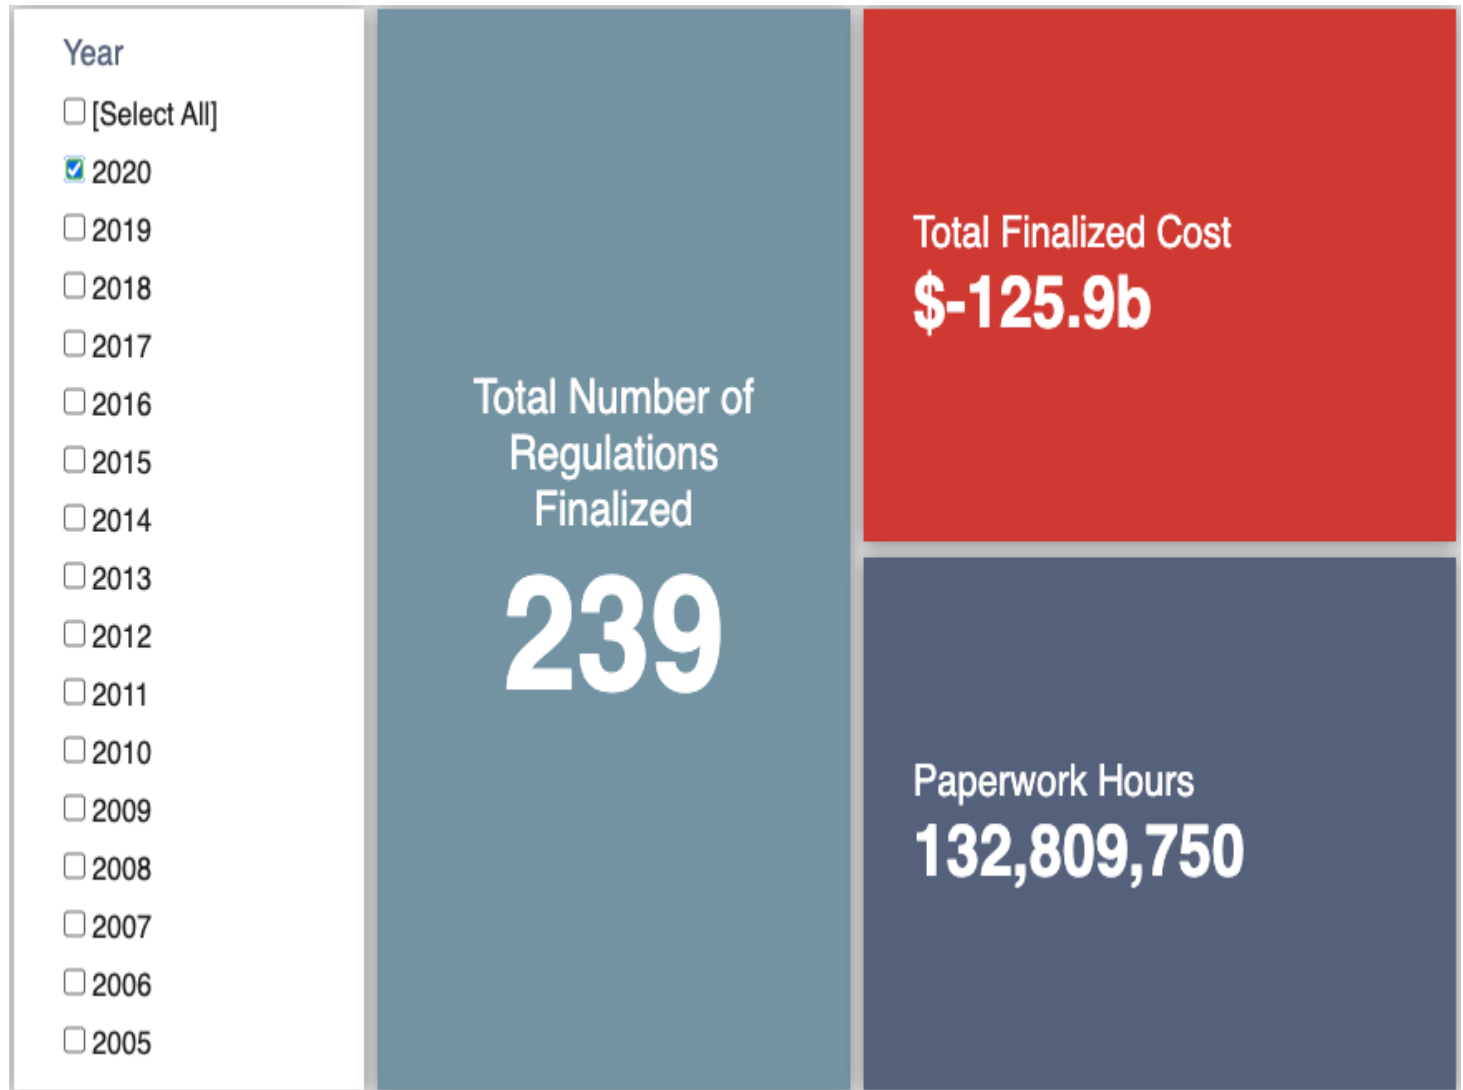 Year
[Select All]
2020
2019
2018
2017
2016
2015
2014
2013
2012
2011
2010
2009
2008
2007
2006
2005
Total Number of
Regulations
Finalized
239
Total Finalized Cost
$-125.9b
Paperwork Hours
132,809,750